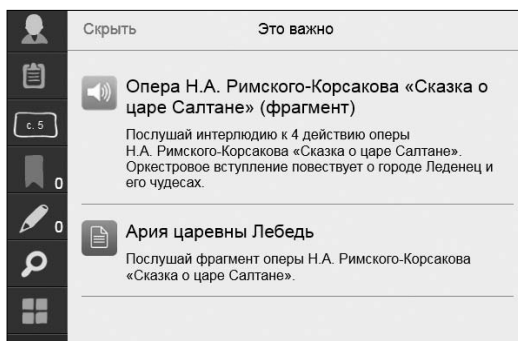 Скрыть
Это важно
Опера Н.А. Римского-Корсакова «Сказка о
царе Салтане» (фрагмент)
с. 5
Послушай интерлюдию к 4 действию оперы
Н.А. Римского-Корсакова «Сказка о царе Салтане».
Оркестровое вступление повествует о городе Леденец и
его чудесах.
0
0
Ария царевны Лебедь
Послушай фрагмент оперы Н.А. Римского-Корсакова
«Сказка о царе Салтане».